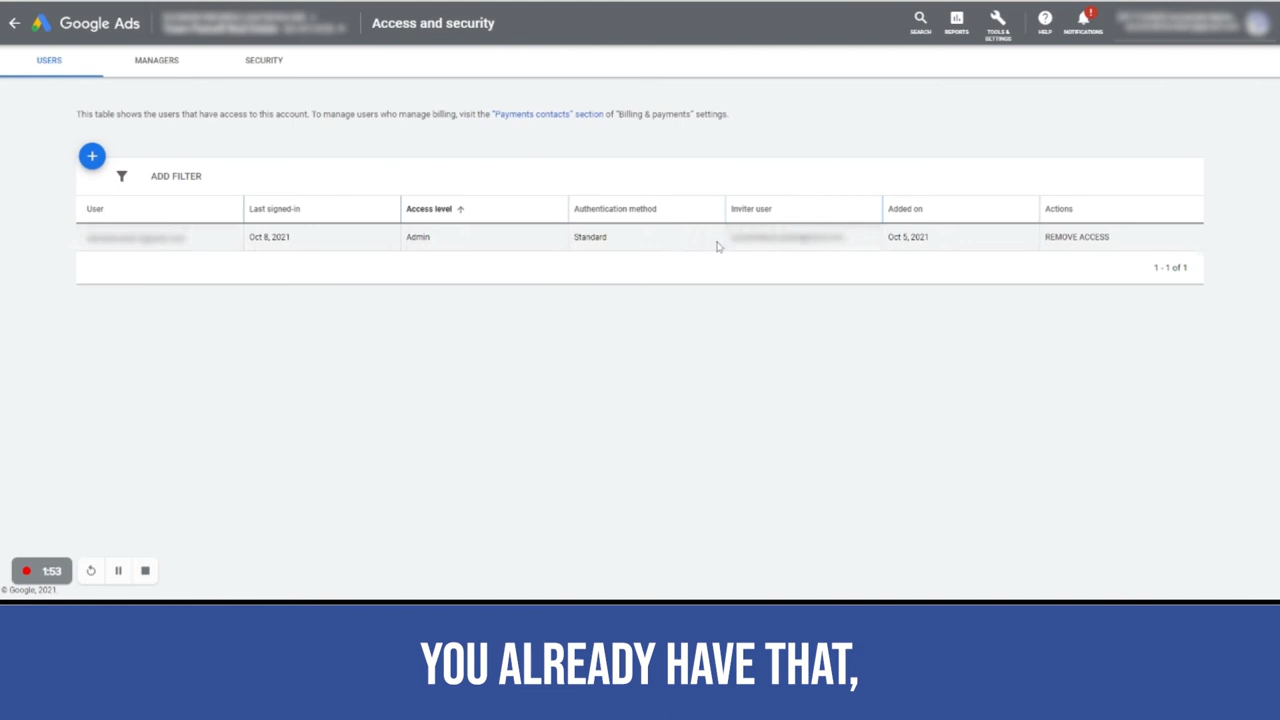 Google Ads
Access and security
SEARCH
REPORTS
TOOLS &
SETTINGS
HELP
!
NOTIFICATIONS
USERS
MANAGERS
SECURITY
This table shows the users that have access to this account. To manage users who manage billing, visit the "Payments contacts" section of "Billing & payments" settings.
+
ADD FILTER
User
Last signed-in
Access level
Authentication method
Inviter user
Added on
Actions
Oct 8, 2021
Admin
Standard
Oct 5, 2021
REMOVE ACCESS
1 - 1 of 1
1:53
© Google, 2021.
YOU ALREADY HAVE THAT,